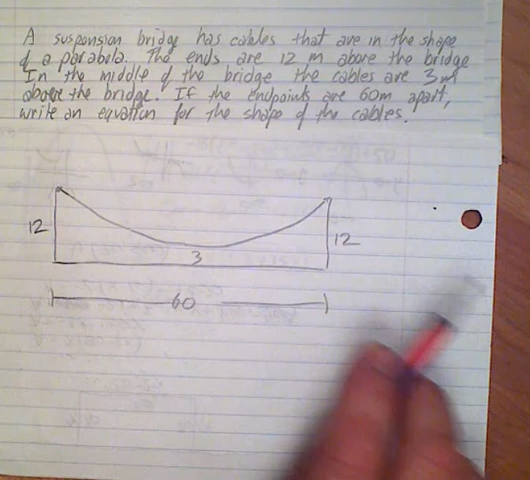 A suspension bridge has cables that are in the shape
of a parabola. The ends are 12 m above the bridge
In the middle of the bridge the cables are 3m
above the bridge. If the endpoints are 60m apart,
write an equation for the shape of the cables.
12
12
3
60